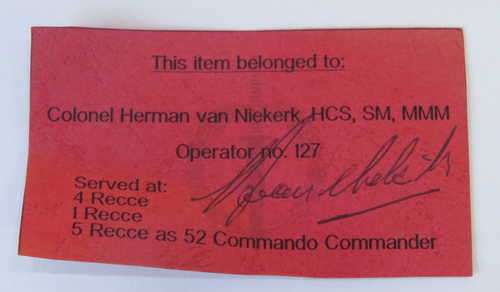 This item belonged to:
Colonel Herman van Niekerk, HCS, SM, MMM
Operator no. 127
Served at:
4 Recce
1 Recce
5 Recce as 52 Commando Commander